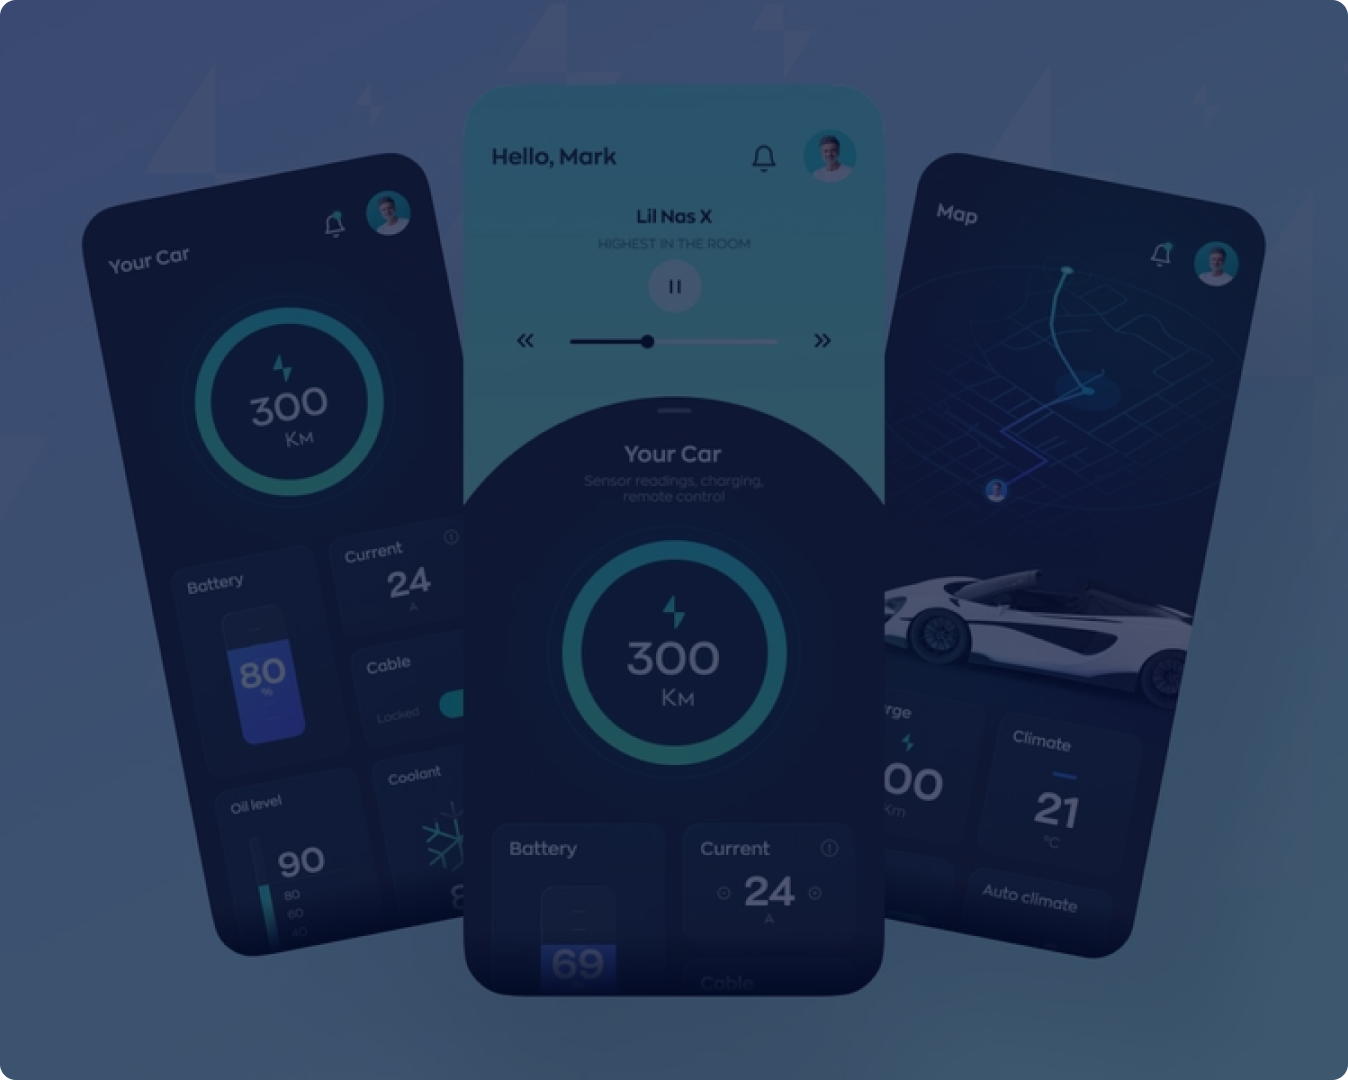 Your Car
300
Km
Battery
80
%
Current
24
A
Cable
Locked
Oil level
90
80
60
40
Coolant
Hello, Mark
Lil Nas X
HIGHEST IN THE ROOM
Your Car
Sensor readings, charging,
remote control
300
Km
Battery
69
Current
24
A
Cable
Map
rge
00
Km
Climate
21
°C
Auto climate